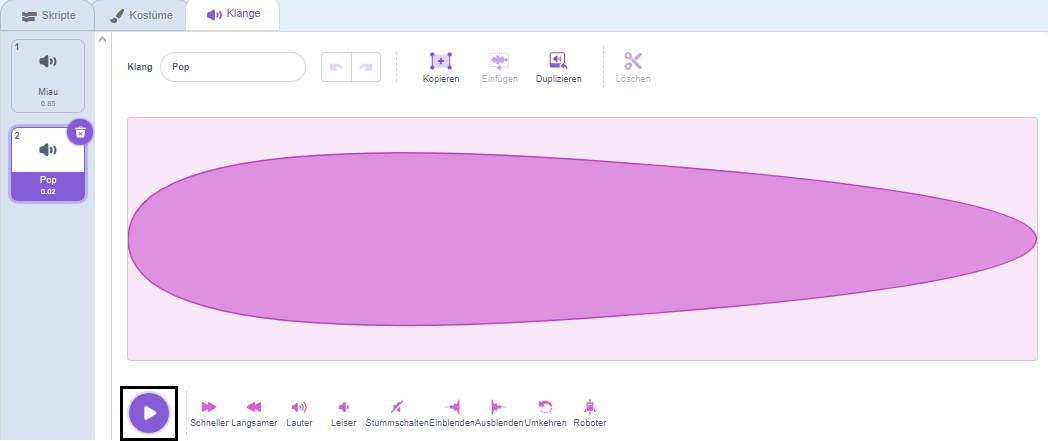 Skripte
Kostüme
Klänge
1
Miau
0.85
2
Pop
0.02
Klang
Pop
Kopieren
Einfügen
Duplizieren
Löschen
Schneller
Langsamer
Lauter
Leiser
Stummschalten
Einblenden
Ausblenden
Umkehren
Roboter